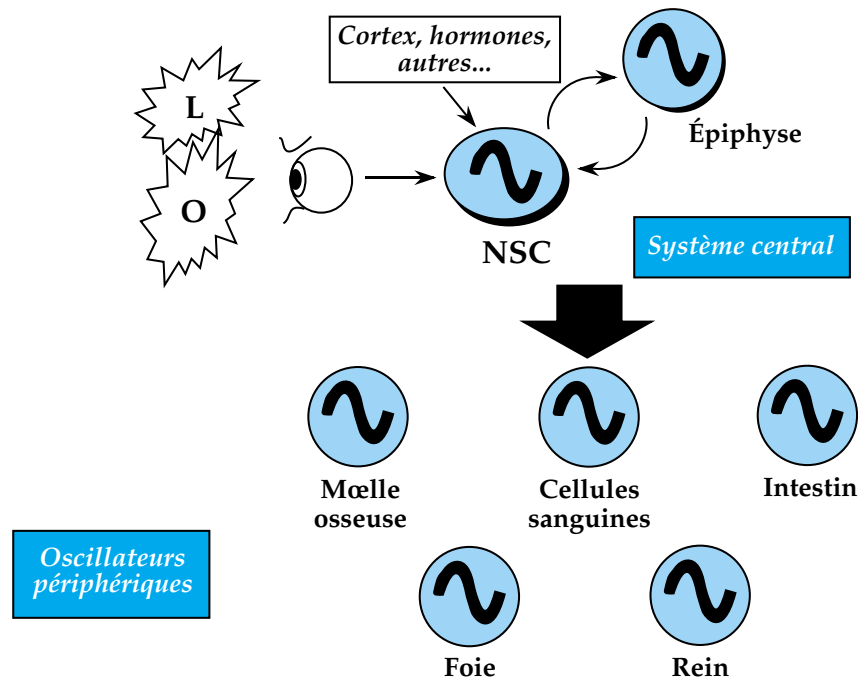 Cortex, hormones,
autres...
L
Épiphyse
O
NSC
Système central
Mœlle
osseuse
Cellules
sanguines
Intestin
Oscillateurs
périphériques
Foie
Rein